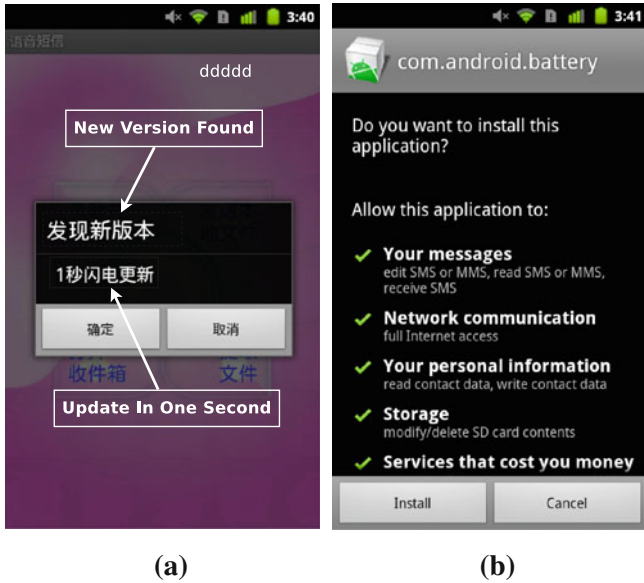 3:40
语音短信
ddddd
New Version Found
发现新版本
1秒闪电更新
确定
取消
收件箱
文件
Update In One Second
(a)
3:41
com.android.battery
Do you want to install this
application?
Allow this application to:
Your messages
edit SMS or MMS, read SMS or MMS,
receive SMS
Network communication
full Internet access
Your personal information
read contact data, write contact data
Storage
modify/delete SD card contents
Services that cost you money
Install
Cancel
(b)